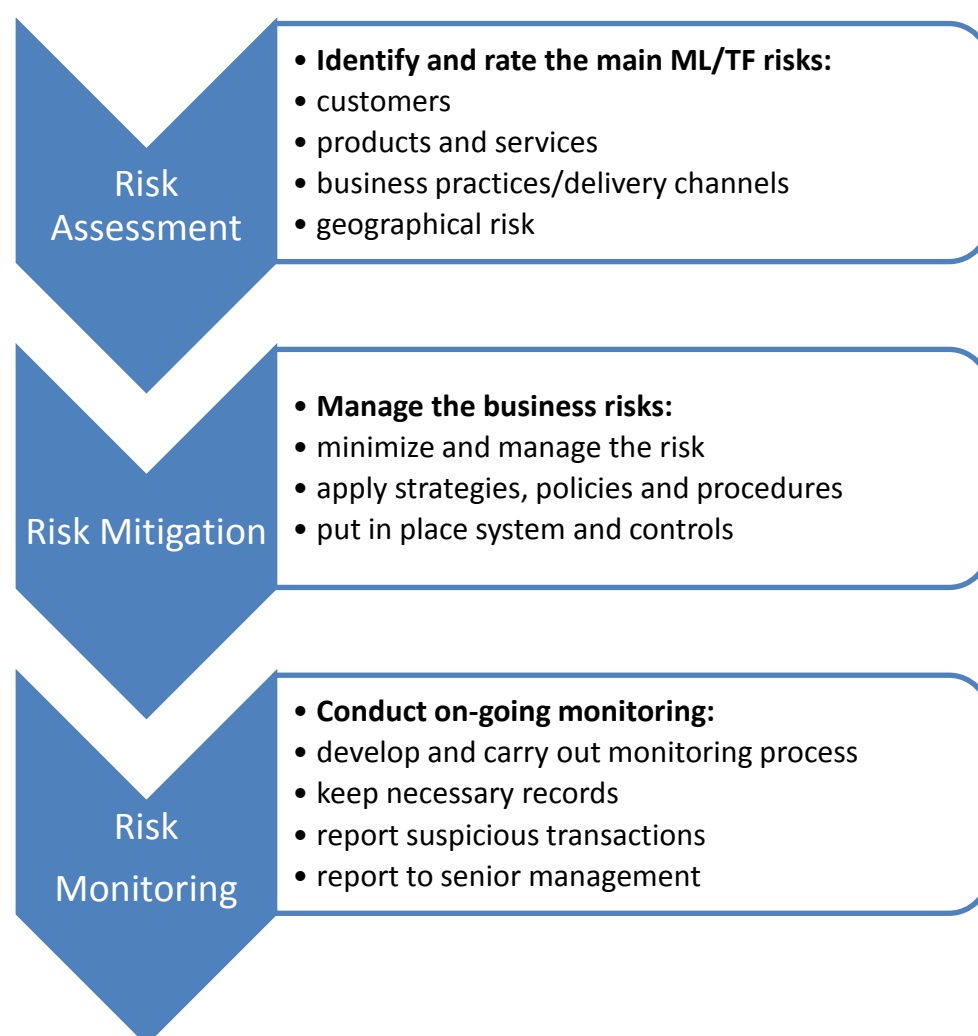 Risk
Assessment
• Identify and rate the main ML/TF risks:
• customers
• products and services
• business practices/delivery channels
• geographical risk
Risk Mitigation
• Manage the business risks:
• minimize and manage the risk
• apply strategies, policies and procedures
• put in place system and controls
Risk
Monitoring
• Conduct on-going monitoring:
• develop and carry out monitoring process
• keep necessary records
• report suspicious transactions
• report to senior management